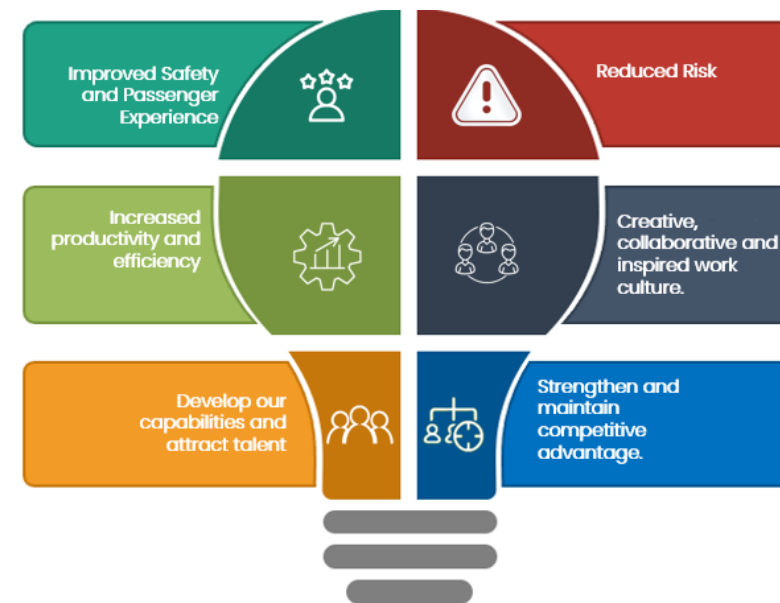 Improved Safety
and Passenger
Experience
Reduced Risk
Increased
productivity and
efficiency
Creative,
collaborative and
inspired work
culture.
Develop our
capabilities and
attract talent
Strengthen and
maintain
competitive
advantage.